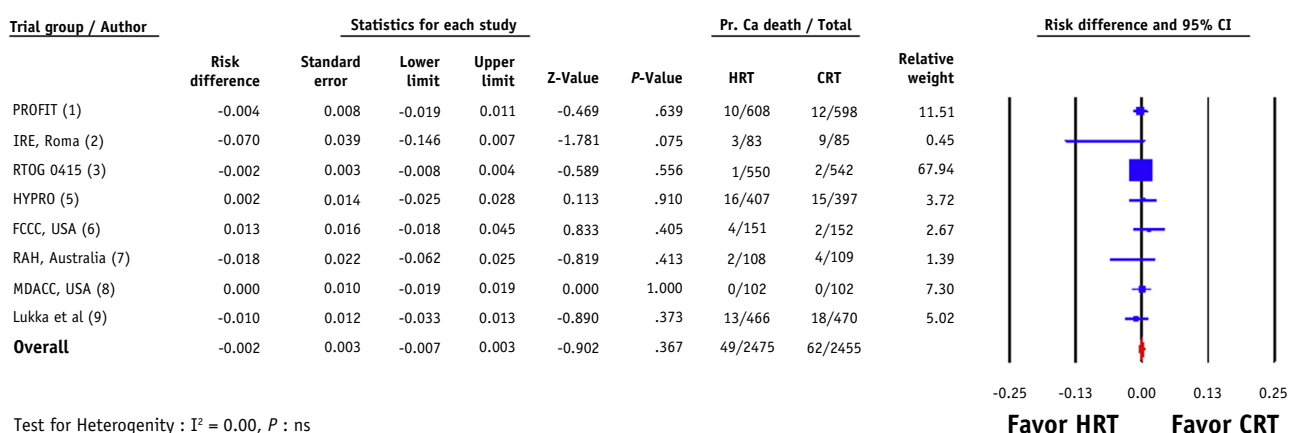 Trial group / Author Statistics for each study Pr. Ca death / Total Risk difference and 95% CI
Risk difference Standard error Lower limit Upper limit Z-Value P-Value HRT CRT Relative weight
PROFIT (1) -0.004 0.008 -0.019 0.011 -0.469 .639 10/608 12/598 11.51
IRE, Roma (2) -0.070 0.039 -0.146 0.007 -1.781 .075 3/83 9/85 0.45
RTOG 0415 (3) -0.002 0.003 -0.008 0.004 -0.589 .556 1/550 2/542 67.94
HYPRO (5) 0.002 0.014 -0.025 0.028 0.113 .910 16/407 15/397 3.72
FCCC, USA (6) 0.013 0.016 -0.018 0.045 0.833 .405 4/151 2/152 2.67
RAH, Australia (7) -0.018 0.022 -0.062 0.025 -0.819 .413 2/108 4/109 1.39
MDACC, USA (8) 0.000 0.010 -0.019 0.019 0.000 1.000 0/102 0/102 7.30
Lukka et al (9) -0.010 0.012 -0.033 0.013 -0.890 .373 13/466 18/470 5.02
Overall -0.002 0.003 -0.007 0.003 -0.902 .367 49/2475 62/2455
-0.25 -0.13 0.00 0.13 0.25
Test for Heterogenity : I² = 0.00, P : ns Favor HRT Favor CRT